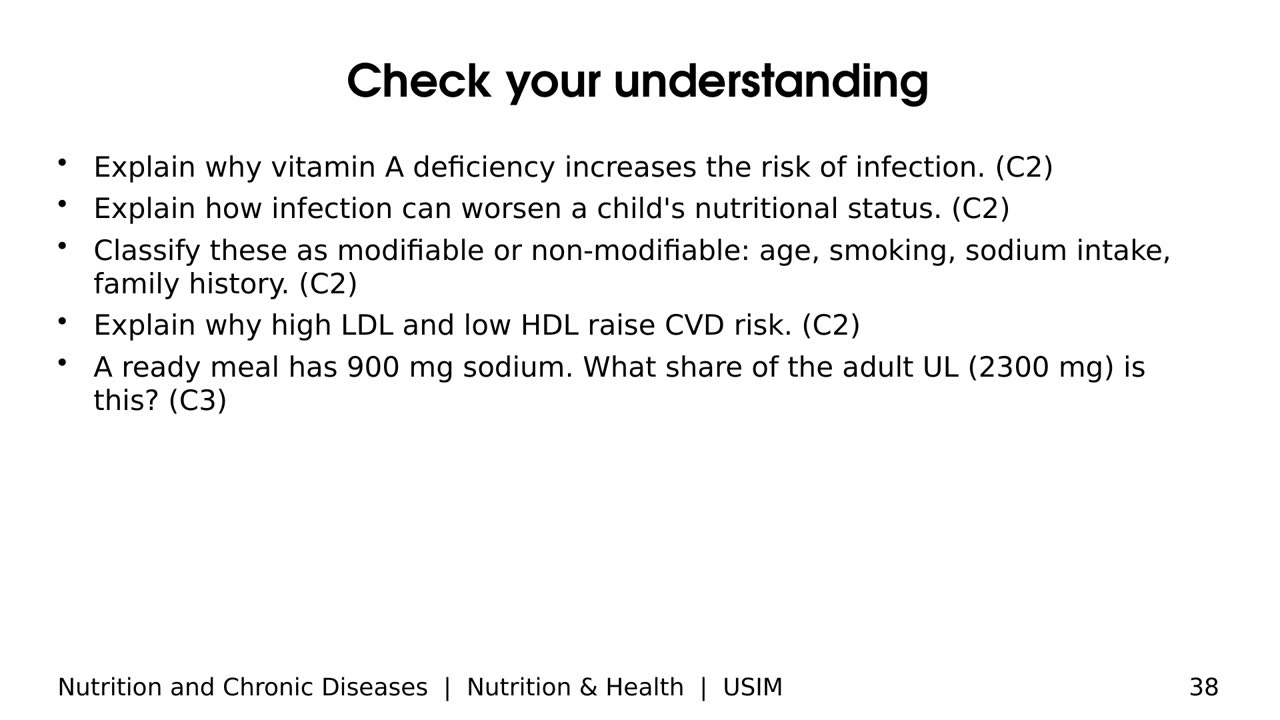 Check your understanding
• Explain why vitamin A deficiency increases the risk of infection. (C2)
• Explain how infection can worsen a child's nutritional status. (C2)
• Classify these as modifiable or non-modifiable: age, smoking, sodium intake,
family history. (C2)
• Explain why high LDL and low HDL raise CVD risk. (C2)
• A ready meal has 900 mg sodium. What share of the adult UL (2300 mg) is
this? (C3)
Nutrition and Chronic Diseases | Nutrition & Health | USIM 38